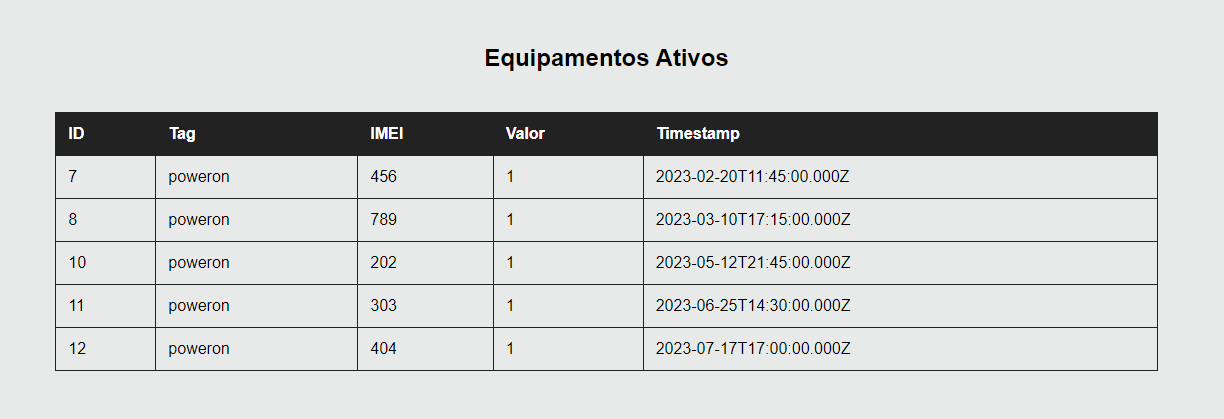 Equipamentos Ativos
ID Tag IMEI Valor Timestamp
7 poweron 456 1 2023-02-20T11:45:00.000Z
8 poweron 789 1 2023-03-10T17:15:00.000Z
10 poweron 202 1 2023-05-12T21:45:00.000Z
11 poweron 303 1 2023-06-25T14:30:00.000Z
12 poweron 404 1 2023-07-17T17:00:00.000Z